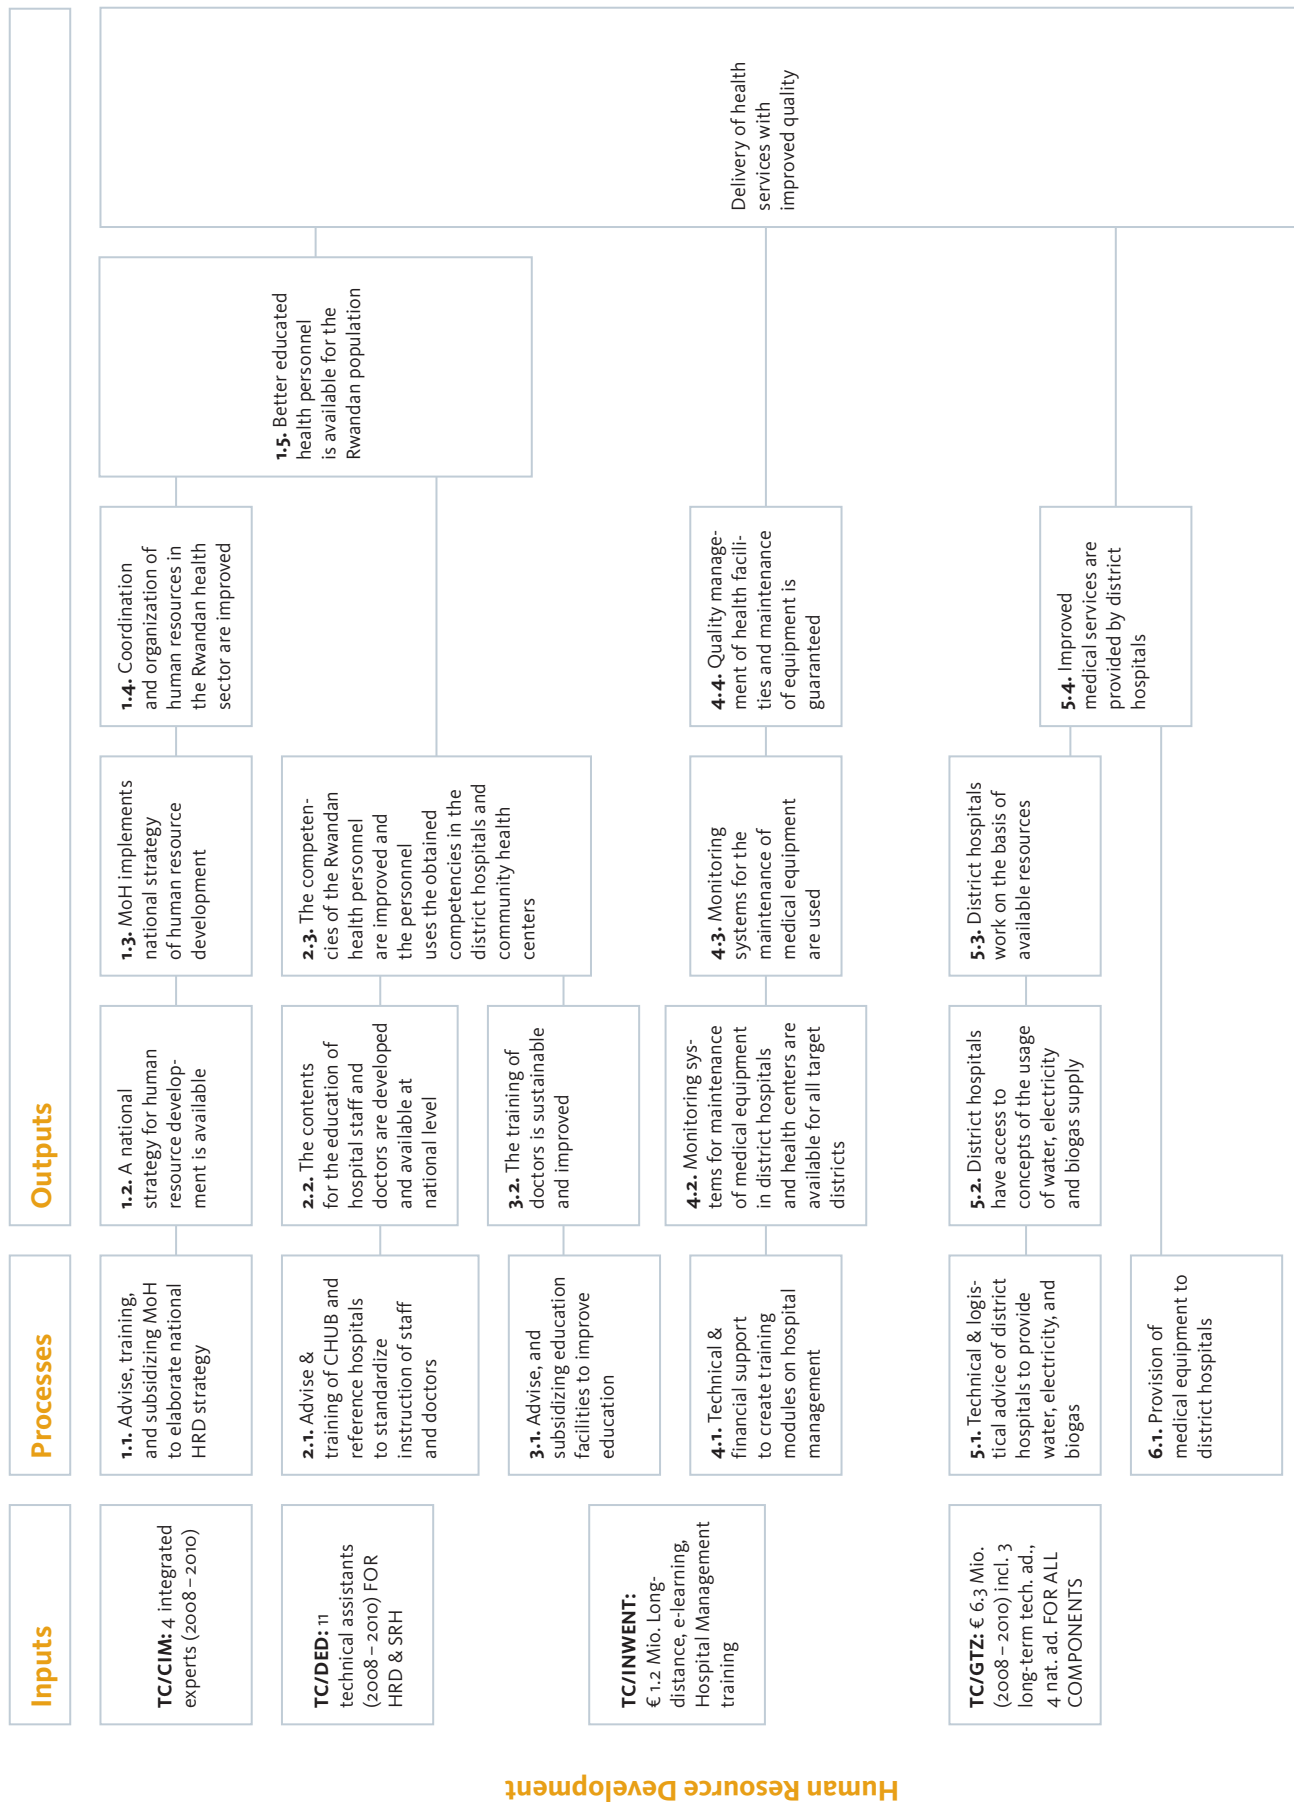 Human Resource Development
Inputs
Processes
Outputs
TC/CIM: 4 integrated
experts (2008 – 2010)
TC/DED: 11
technical assistants
(2008 – 2010) FOR
HRD & SRH
TC/INWENT:
€ 1.2 Mio. Long-
distance, e-learning,
Hospital Management
training
TC/GTZ: € 6.3 Mio.
(2008 – 2010) incl. 3
long-term tech. ad.,
4 nat. ad. FOR ALL
COMPONENTS
1.1. Advise, training,
and subsidizing MoH
to elaborate national
HRD strategy
2.1. Advise &
training of CHUB and
reference hospitals
to standardize
instruction of staff
and doctors
3.1. Advise, and
subsidizing education
facilities to improve
education
4.1. Technical &
financial support
to create training
modules on hospital
management
5.1. Technical & logis-
tical advice of district
hospitals to provide
water, electricity, and
biogas
6.1. Provision of
medical equipment to
district hospitals
1.2. A national
strategy for human
resource develop-
ment is available
2.2. The contents
for the education of
hospital staff and
doctors are developed
and available at
national level
3.2. The training of
doctors is sustainable
and improved
4.2. Monitoring sys-
tems for maintenance
of medical equipment
in district hospitals
and health centers are
available for all target
districts
5.2. District hospitals
have access to
concepts of the usage
of water, electricity
and biogas supply
1.3. MoH implements
national strategy
of human resource
development
2.3. The competen-
cies of the Rwandan
health personnel
are improved and
the personnel
uses the obtained
competencies in the
district hospitals and
community health
centers
4.3. Monitoring
systems for the
maintenance of
medical equipment
are used
5.3. District hospitals
work on the basis of
available resources
1.4. Coordination
and organization of
human resources in
the Rwandan health
sector are improved
4.4. Quality manage-
ment of health facili-
ties and maintenance
of equipment is
guaranteed
5.4. Improved
medical services are
provided by district
hospitals
1.5. Better educated
health personnel
is available for the
Rwandan population
Delivery of health
services with
improved quality